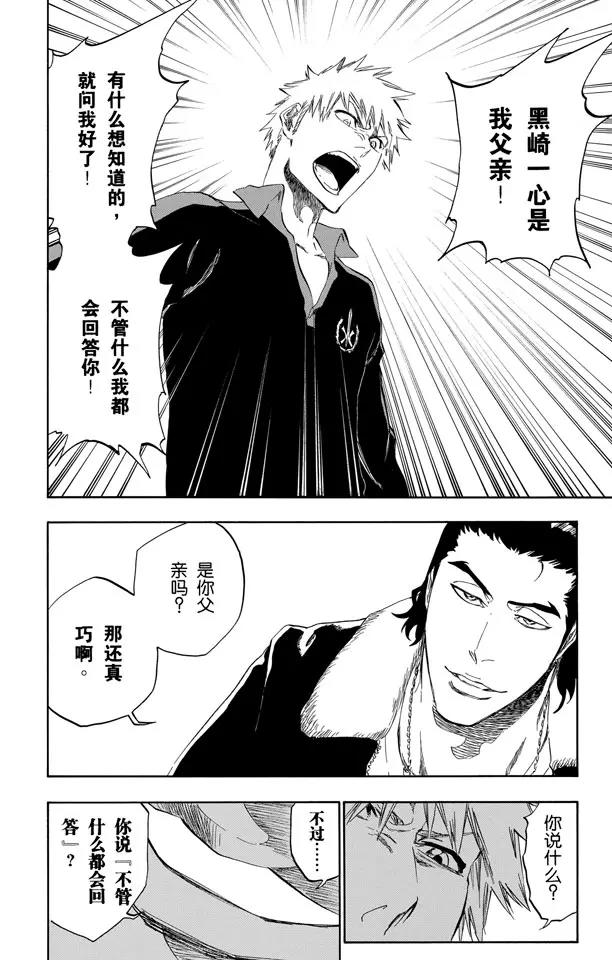 黑崎一心是
我父亲！
有什么想知道的，
就问我好了！
不管什么我都
会回答你！
是你父
亲吗？
那还真
巧啊。
你说什么？
不过……
你说『不管
什么都会回
答』？